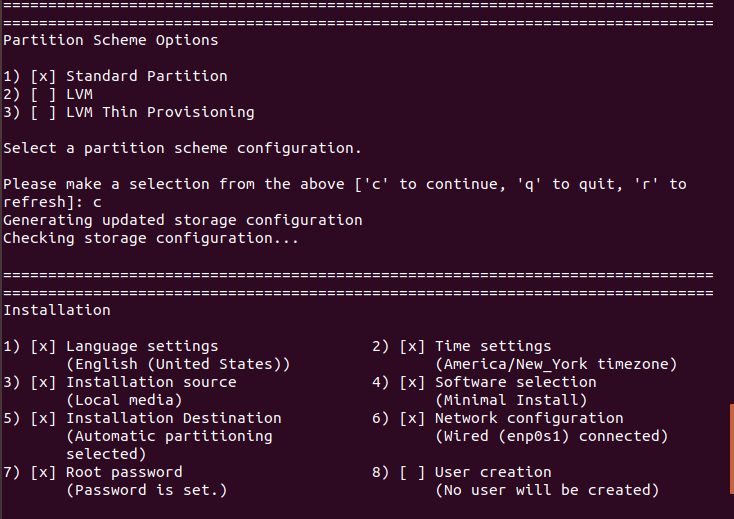 ===============================================================================
===============================================================================
Partition Scheme Options
1) [x] Standard Partition
2) [ ] LVM
3) [ ] LVM Thin Provisioning
Select a partition scheme configuration.
Please make a selection from the above ['c' to continue, 'q' to quit, 'r' to
refresh]: c
Generating updated storage configuration
Checking storage configuration...
===============================================================================
===============================================================================
Installation
1) [x] Language settings                 2) [x] Time settings
       (English (United States))                (America/New_York timezone)
3) [x] Installation source               4) [x] Software selection
       (Local media)                            (Minimal Install)
5) [x] Installation Destination          6) [x] Network configuration
       (Automatic partitioning                  (Wired (enp0s1) connected)
       selected)
7) [x] Root password                     8) [ ] User creation
       (Password is set.)                       (No user will be created)